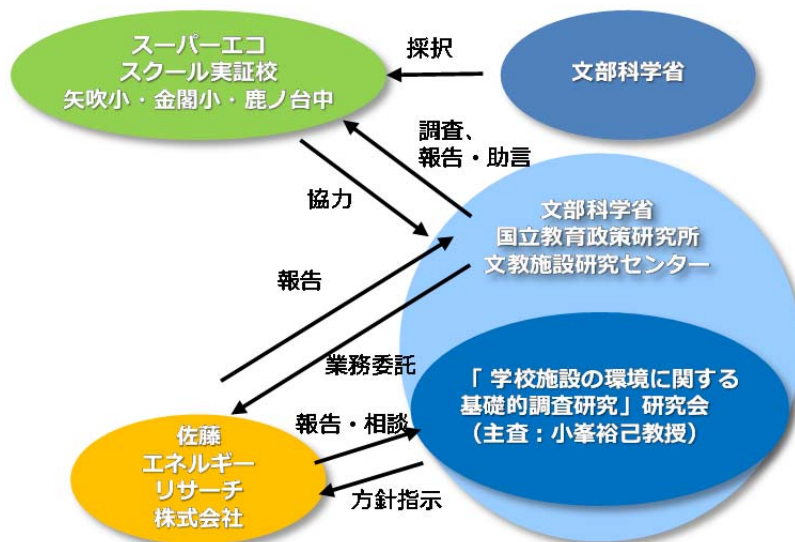 スーパーエコ
スクール実証校
矢吹小・金閣小・鹿ノ台中
採択
文部科学省
調査、
報告・助言
協力
文部科学省
国立教育政策研究所
文教施設研究センター
報告
業務委託
「 学校施設の環境に関する
基礎的調査研究」研究会
（主査：小峯裕己教授）
報告・相談
佐藤
エネルギー
リサーチ
株式会社
方針指示